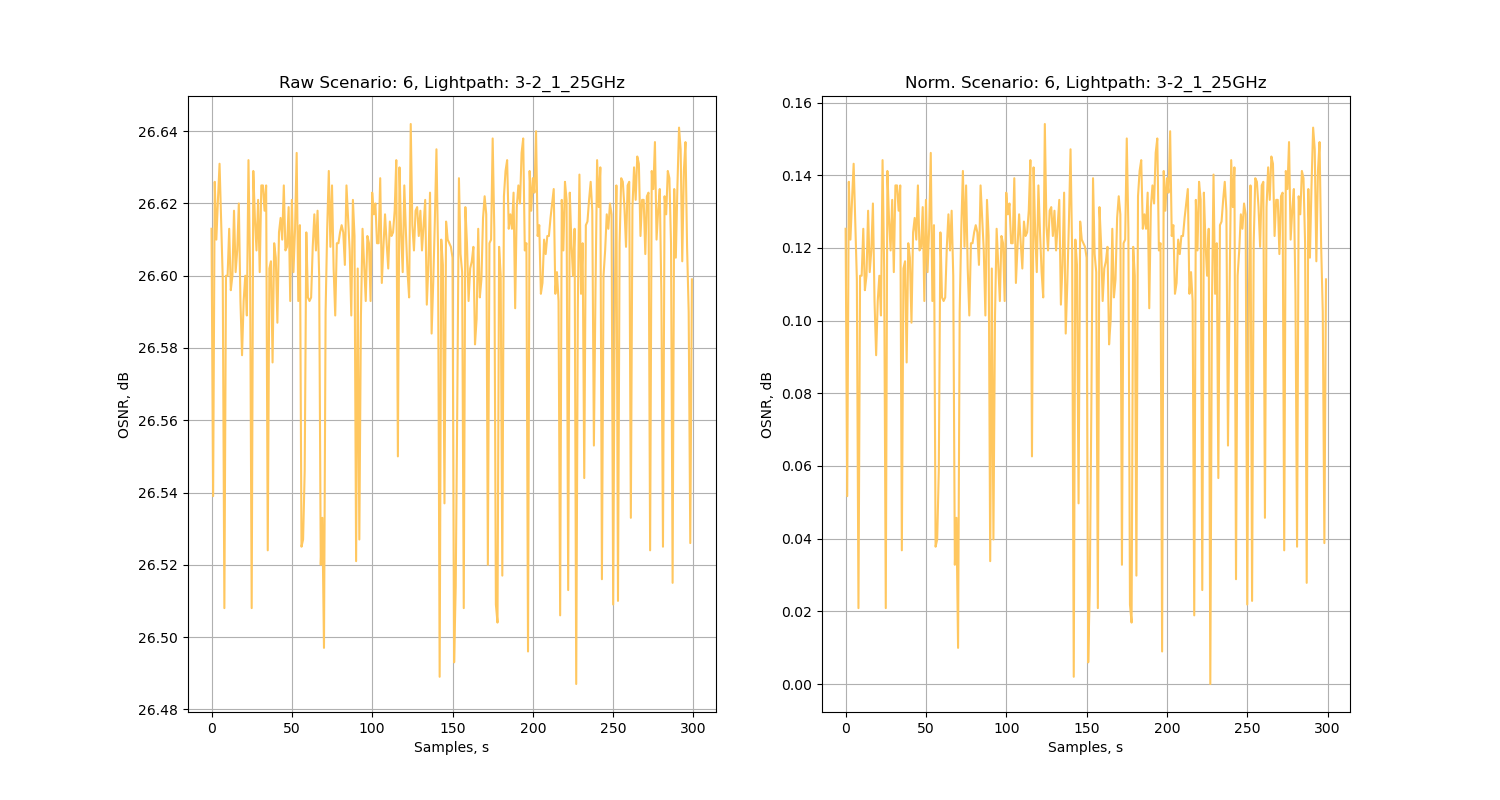 Raw Scenario: 6, Lightpath: 3-2_1_25GHz
OSNR, dB
26.64
26.62
26.60
26.58
26.56
26.54
26.52
26.50
26.48
0 50 100 150 200 250 300
Samples, s
Norm. Scenario: 6, Lightpath: 3-2_1_25GHz
OSNR, dB
0.16
0.14
0.12
0.10
0.08
0.06
0.04
0.02
0.00
0 50 100 150 200 250 300
Samples, s